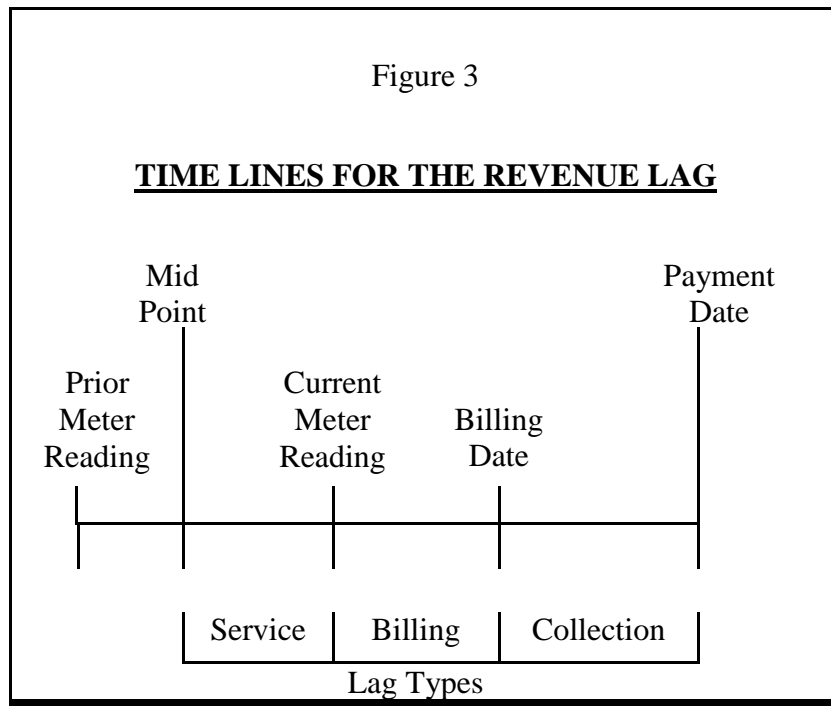 Figure 3
TIME LINES FOR THE REVENUE LAG
Mid
Point
Payment
Date
Prior
Meter
Reading
Current
Meter
Reading
Billing
Date
Service
Billing
Collection
Lag Types